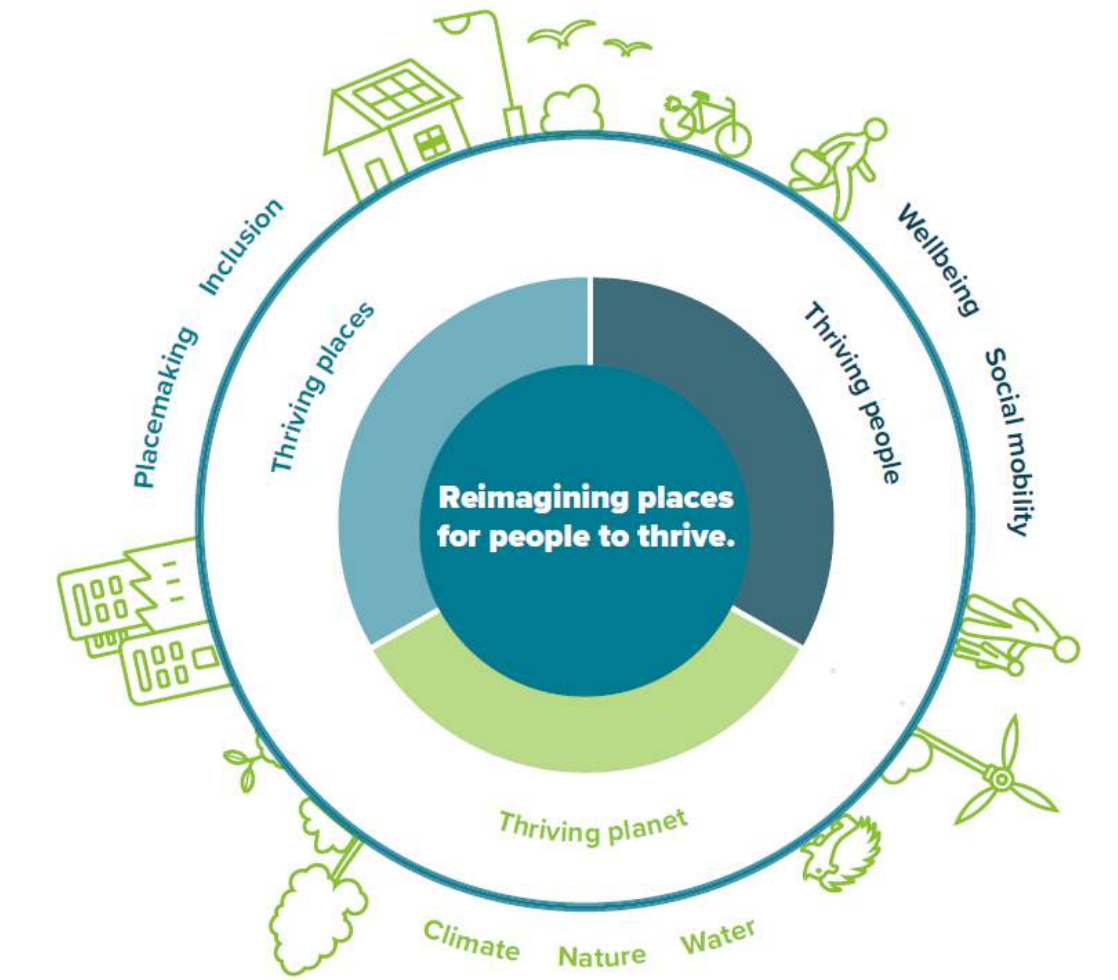 Inclusion
Placemaking
Thriving places
Wellbeing
Social mobility
Thriving people
Reimagining places
for people to thrive.
Thriving planet
Climate Nature Water